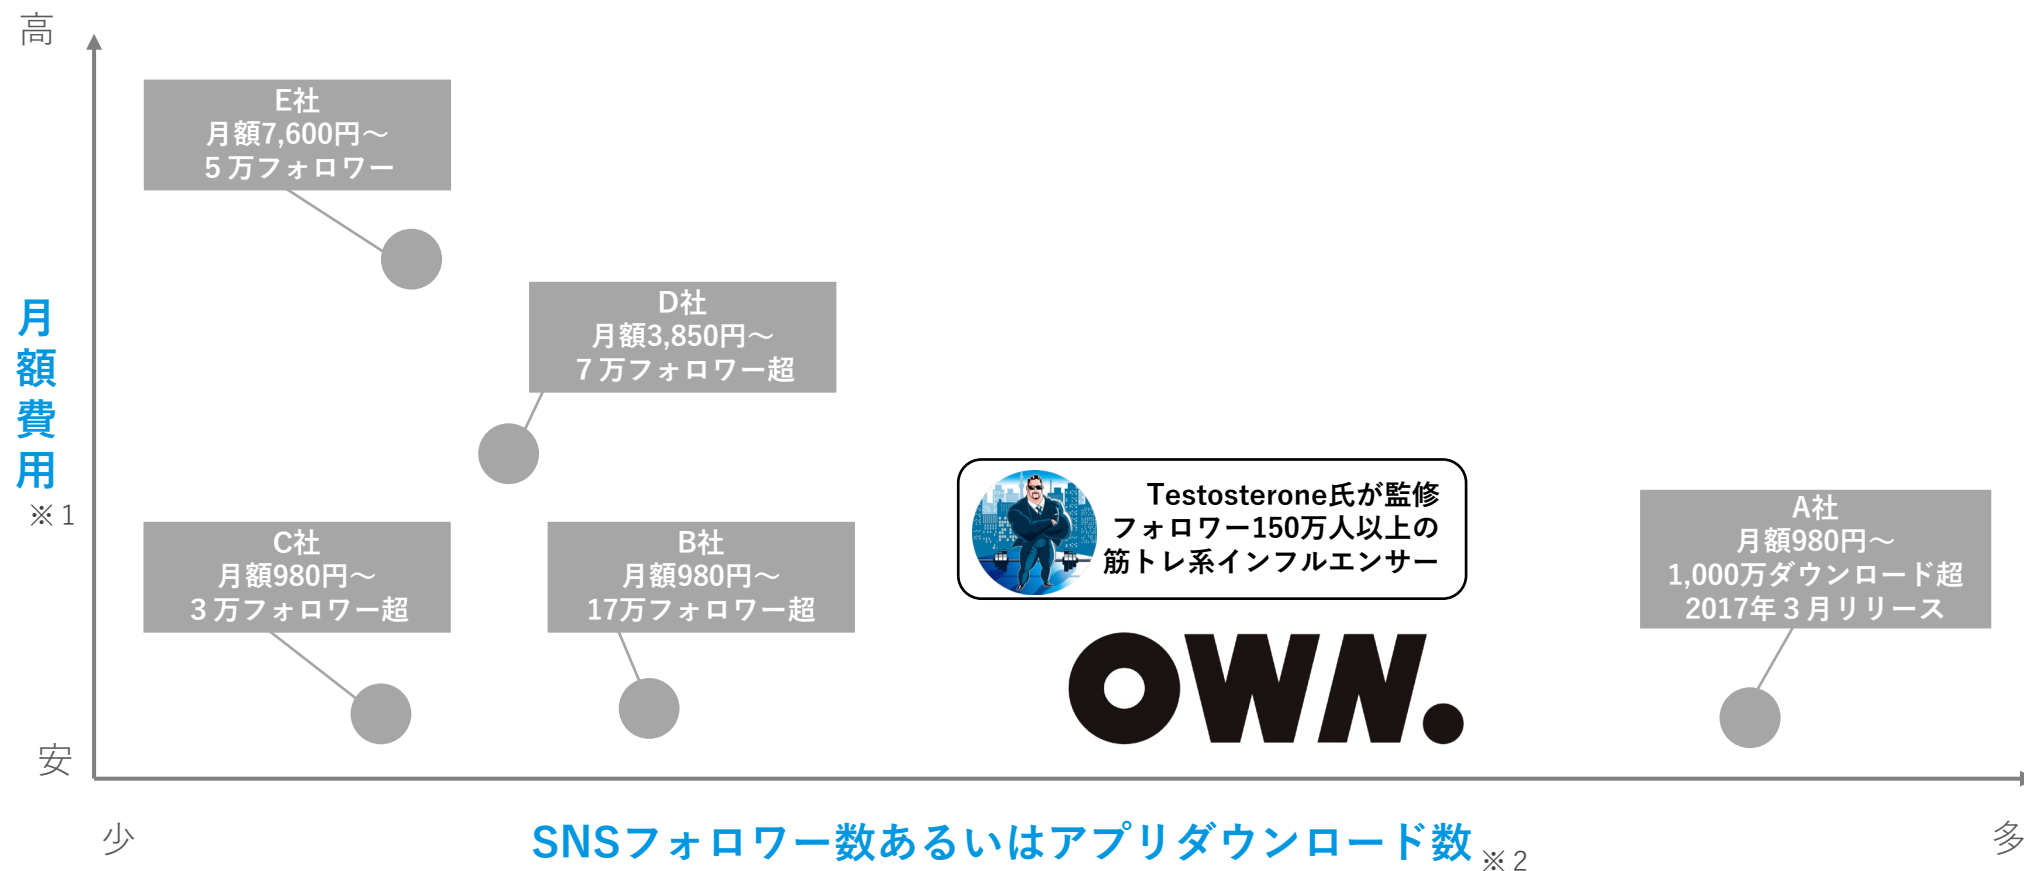 高
E社
月額7,600円～
５万フォロワー
D社
月額3,850円～
７万フォロワー超
月額費用
※1
C社
月額980円～
３万フォロワー超
B社
月額980円～
17万フォロワー超
Testosterone氏が監修
フォロワー150万人以上の
筋トレ系インフルエンサー
OWN.
A社
月額980円～
1,000万ダウンロード超
2017年３月リリース
安
少
SNSフォロワー数あるいはアプリダウンロード数 ※2
多